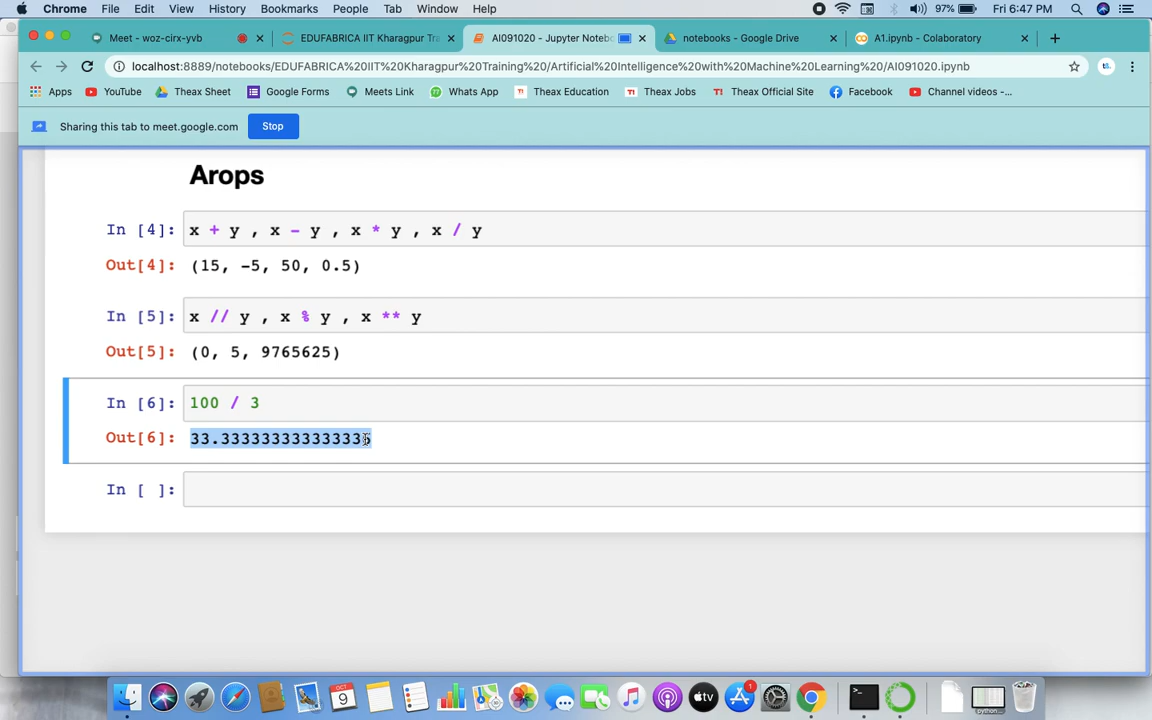 Chrome File Edit View History Bookmarks People Tab Window Help 97% Fri 6:47 PM
Meet - woz-cirx-yvb EDUFABRICA IIT Kharagpur Tra AI091020 - Jupyter Notebo notebooks - Google Drive A1.ipynb - Colaboratory
localhost:8889/notebooks/EDUFABRICA%20IIT%20Kharagpur%20Training%20/Artificial%20Intelligence%20with%20Machine%20Learning%20/AI091020.ipynb
Apps YouTube Theax Sheet Google Forms Meets Link Whats App Theax Education Theax Jobs Theax Official Site Facebook Channel videos -...
Sharing this tab to meet.google.com Stop
Arops
In [4]: x + y , x - y , x * y , x / y
Out[4]: (15, -5, 50, 0.5)
In [5]: x // y , x % y , x ** y
Out[5]: (0, 5, 9765625)
In [6]: 100 / 3
Out[6]: 33.333333333333336
In [ ]:
OCT
9
1